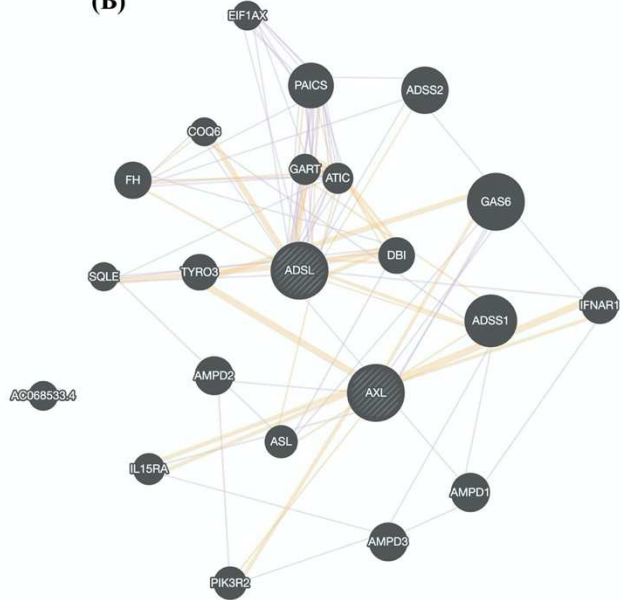 (B)
EIF1AX
PAICS
ADSS2
COQ6
GART
ATIC
FH
GAS6
DBI
ADSL
TYRO3
SQLE
IFNAR1
ADSS1
AMPD2
AXL
AC068533.4
ASL
IL15RA
AMPD1
AMPD3
PIK3R2